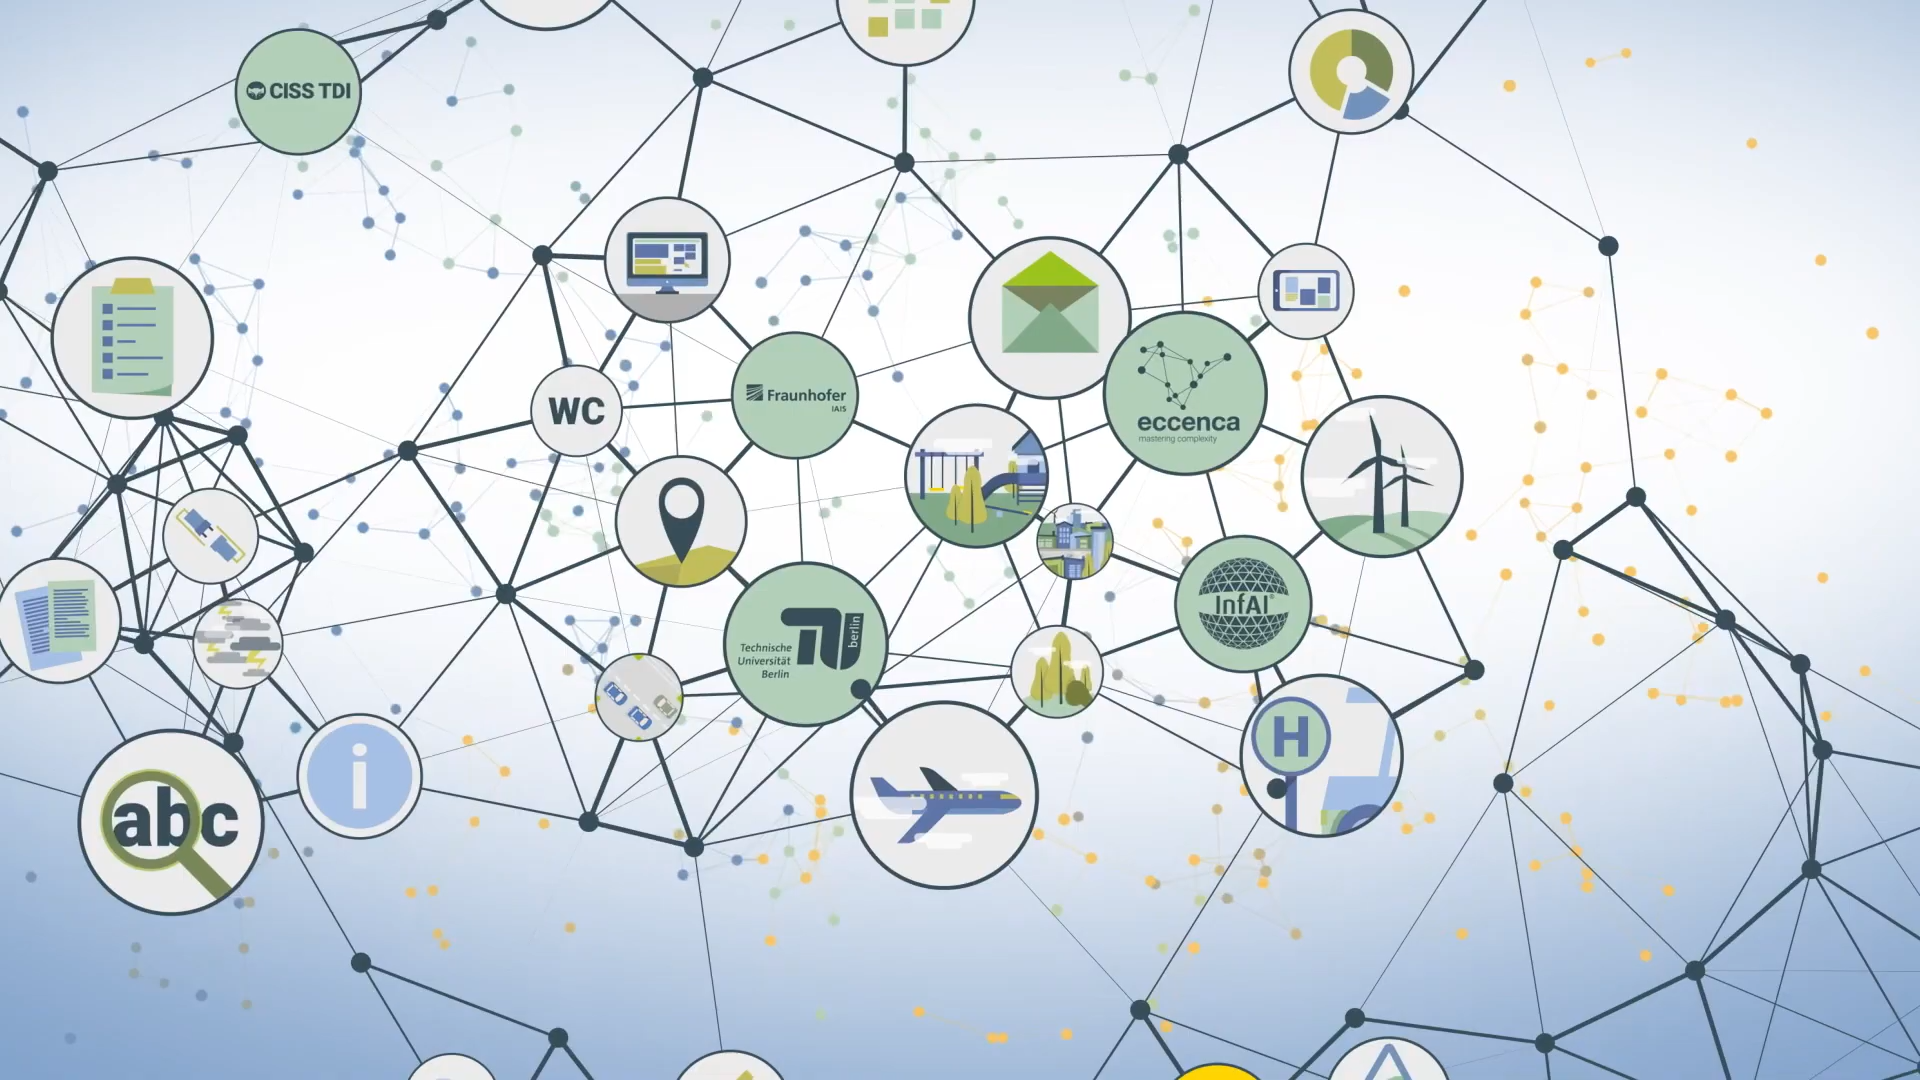 CISS TDI
WC
Fraunhofer
IAIS
eccenca
mastering complexity
InfAI®
Technische
Universität
Berlin
berlin
H
abc
i